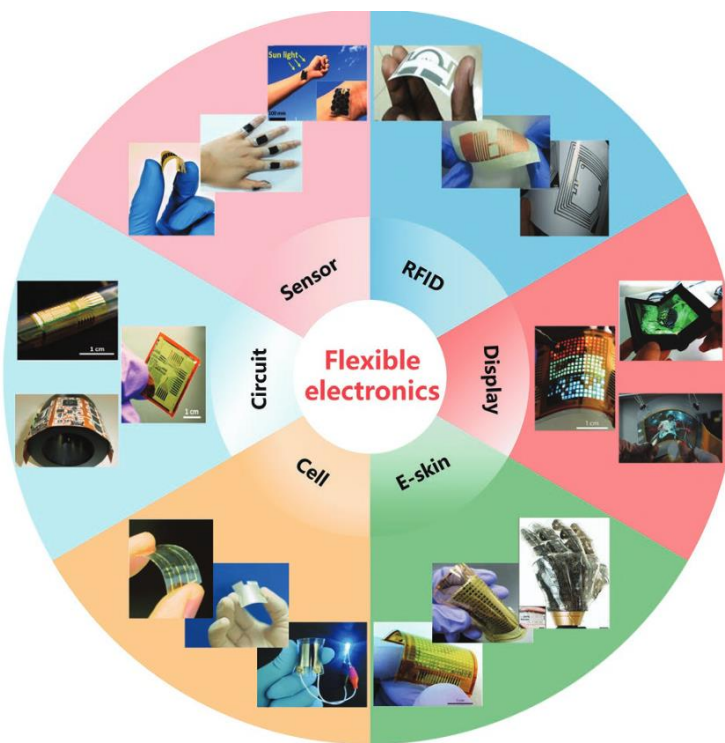 Sun light
Sensor
RFID
Display
E-skin
Cell
Circuit
Flexible
electronics
1 cm
1 cm
1 cm